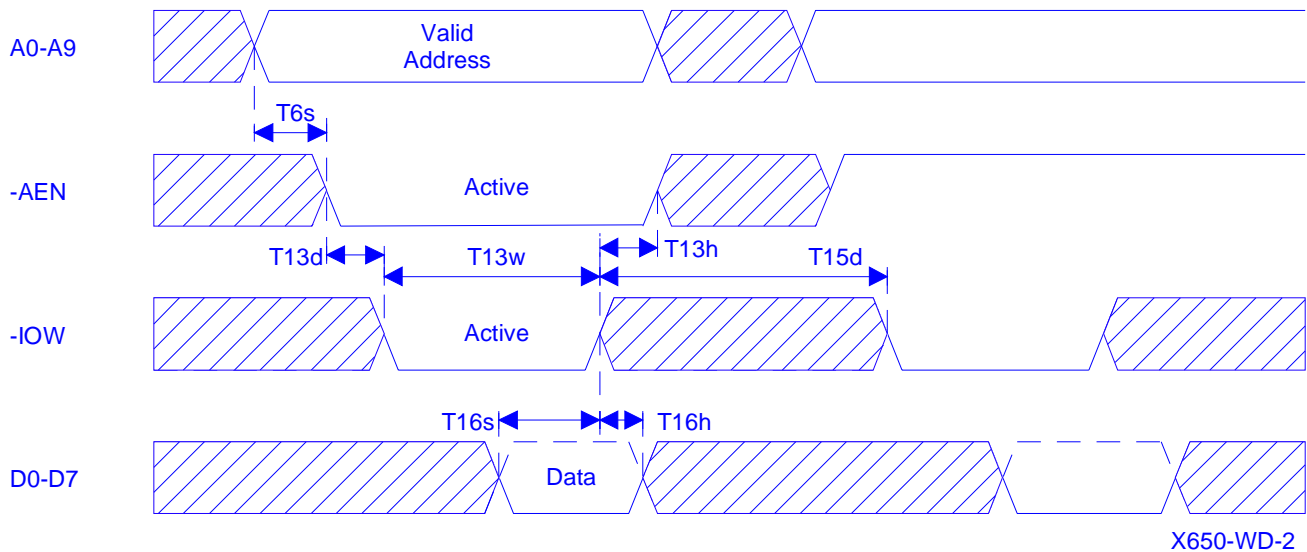 A0-A9
Valid
Address
T6s
-AEN
Active
T13d
T13w
T13h
T15d
-IOW
Active
T16s
T16h
D0-D7
Data
X650-WD-2